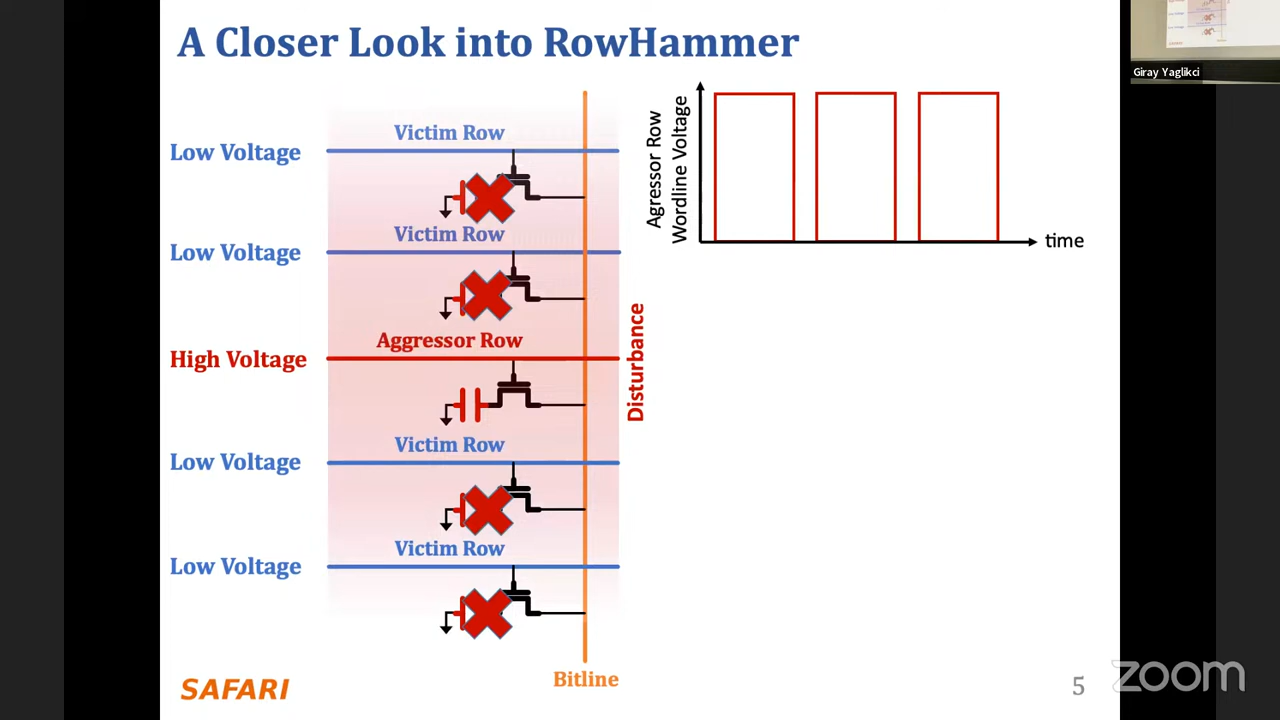 A Closer Look into RowHammer
Giray Yaglikci
Low Voltage
Victim Row
Low Voltage
Victim Row
High Voltage
Aggressor Row
Low Voltage
Victim Row
Low Voltage
Victim Row
Disturbance
Bitline
Agressor Row
Wordline Voltage
time
SAFARI
5
zoom